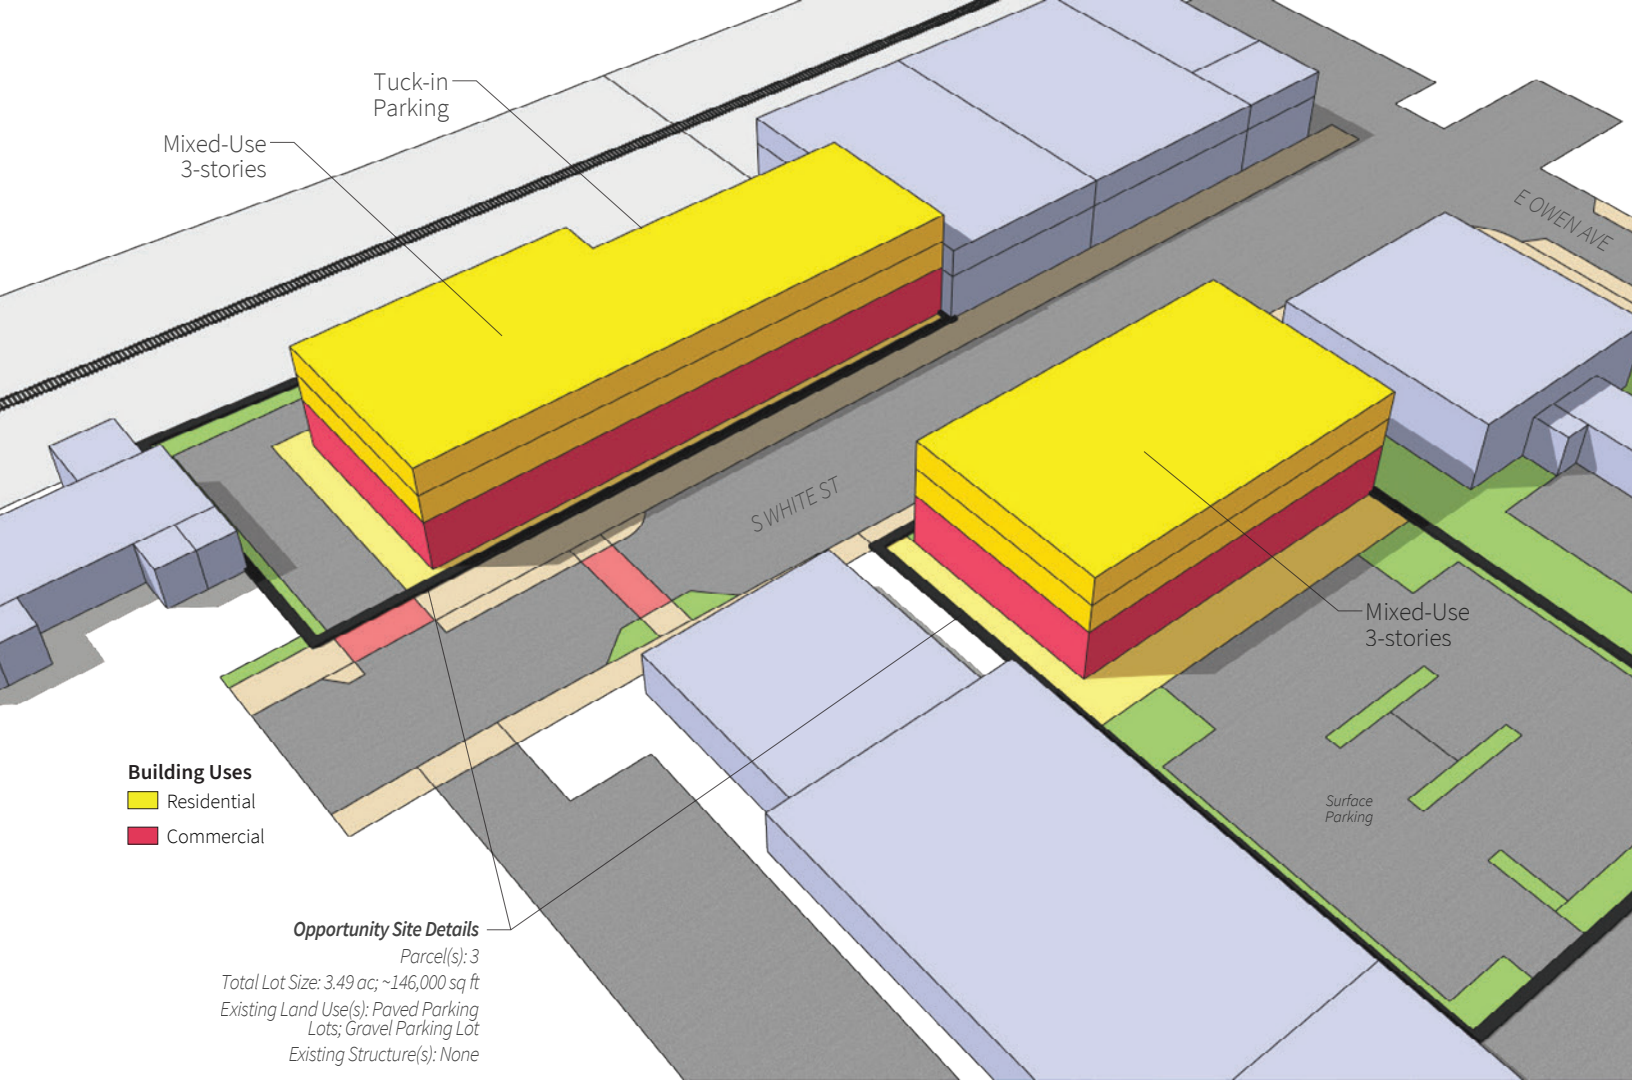 Tuck-in
Parking
Mixed-Use
3-stories
E OWEN AVE
S WHITE ST
Mixed-Use
3-stories
Building Uses
Residential
Commercial
Surface
Parking
Opportunity Site Details
Parcel(s): 3
Total Lot Size: 3.49 ac; ~146,000 sq ft
Existing Land Use(s): Paved Parking
Lots; Gravel Parking Lot
Existing Structure(s): None